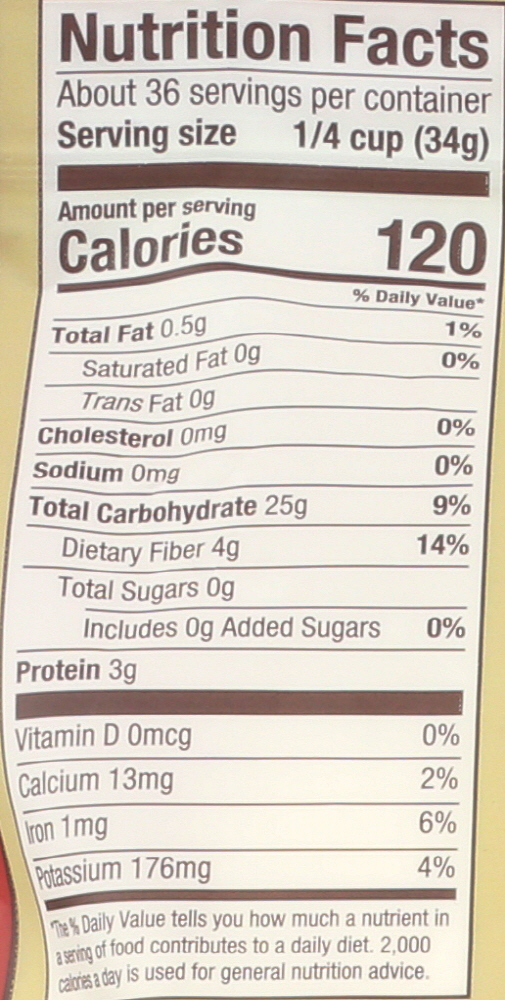 Nutrition Facts
About 36 servings per container
Serving size 1/4 cup (34g)
Amount per serving
Calories 120
% Daily Value*
Total Fat 0.5g 1%
Saturated Fat 0g 0%
Trans Fat 0g
Cholesterol 0mg 0%
Sodium 0mg 0%
Total Carbohydrate 25g 9%
Dietary Fiber 4g 14%
Total Sugars 0g
Includes 0g Added Sugars 0%
Protein 3g
Vitamin D 0mcg 0%
Calcium 13mg 2%
Iron 1mg 6%
Potassium 176mg 4%
*The % Daily Value tells you how much a nutrient in
a serving of food contributes to a daily diet. 2,000
calories a day is used for general nutrition advice.